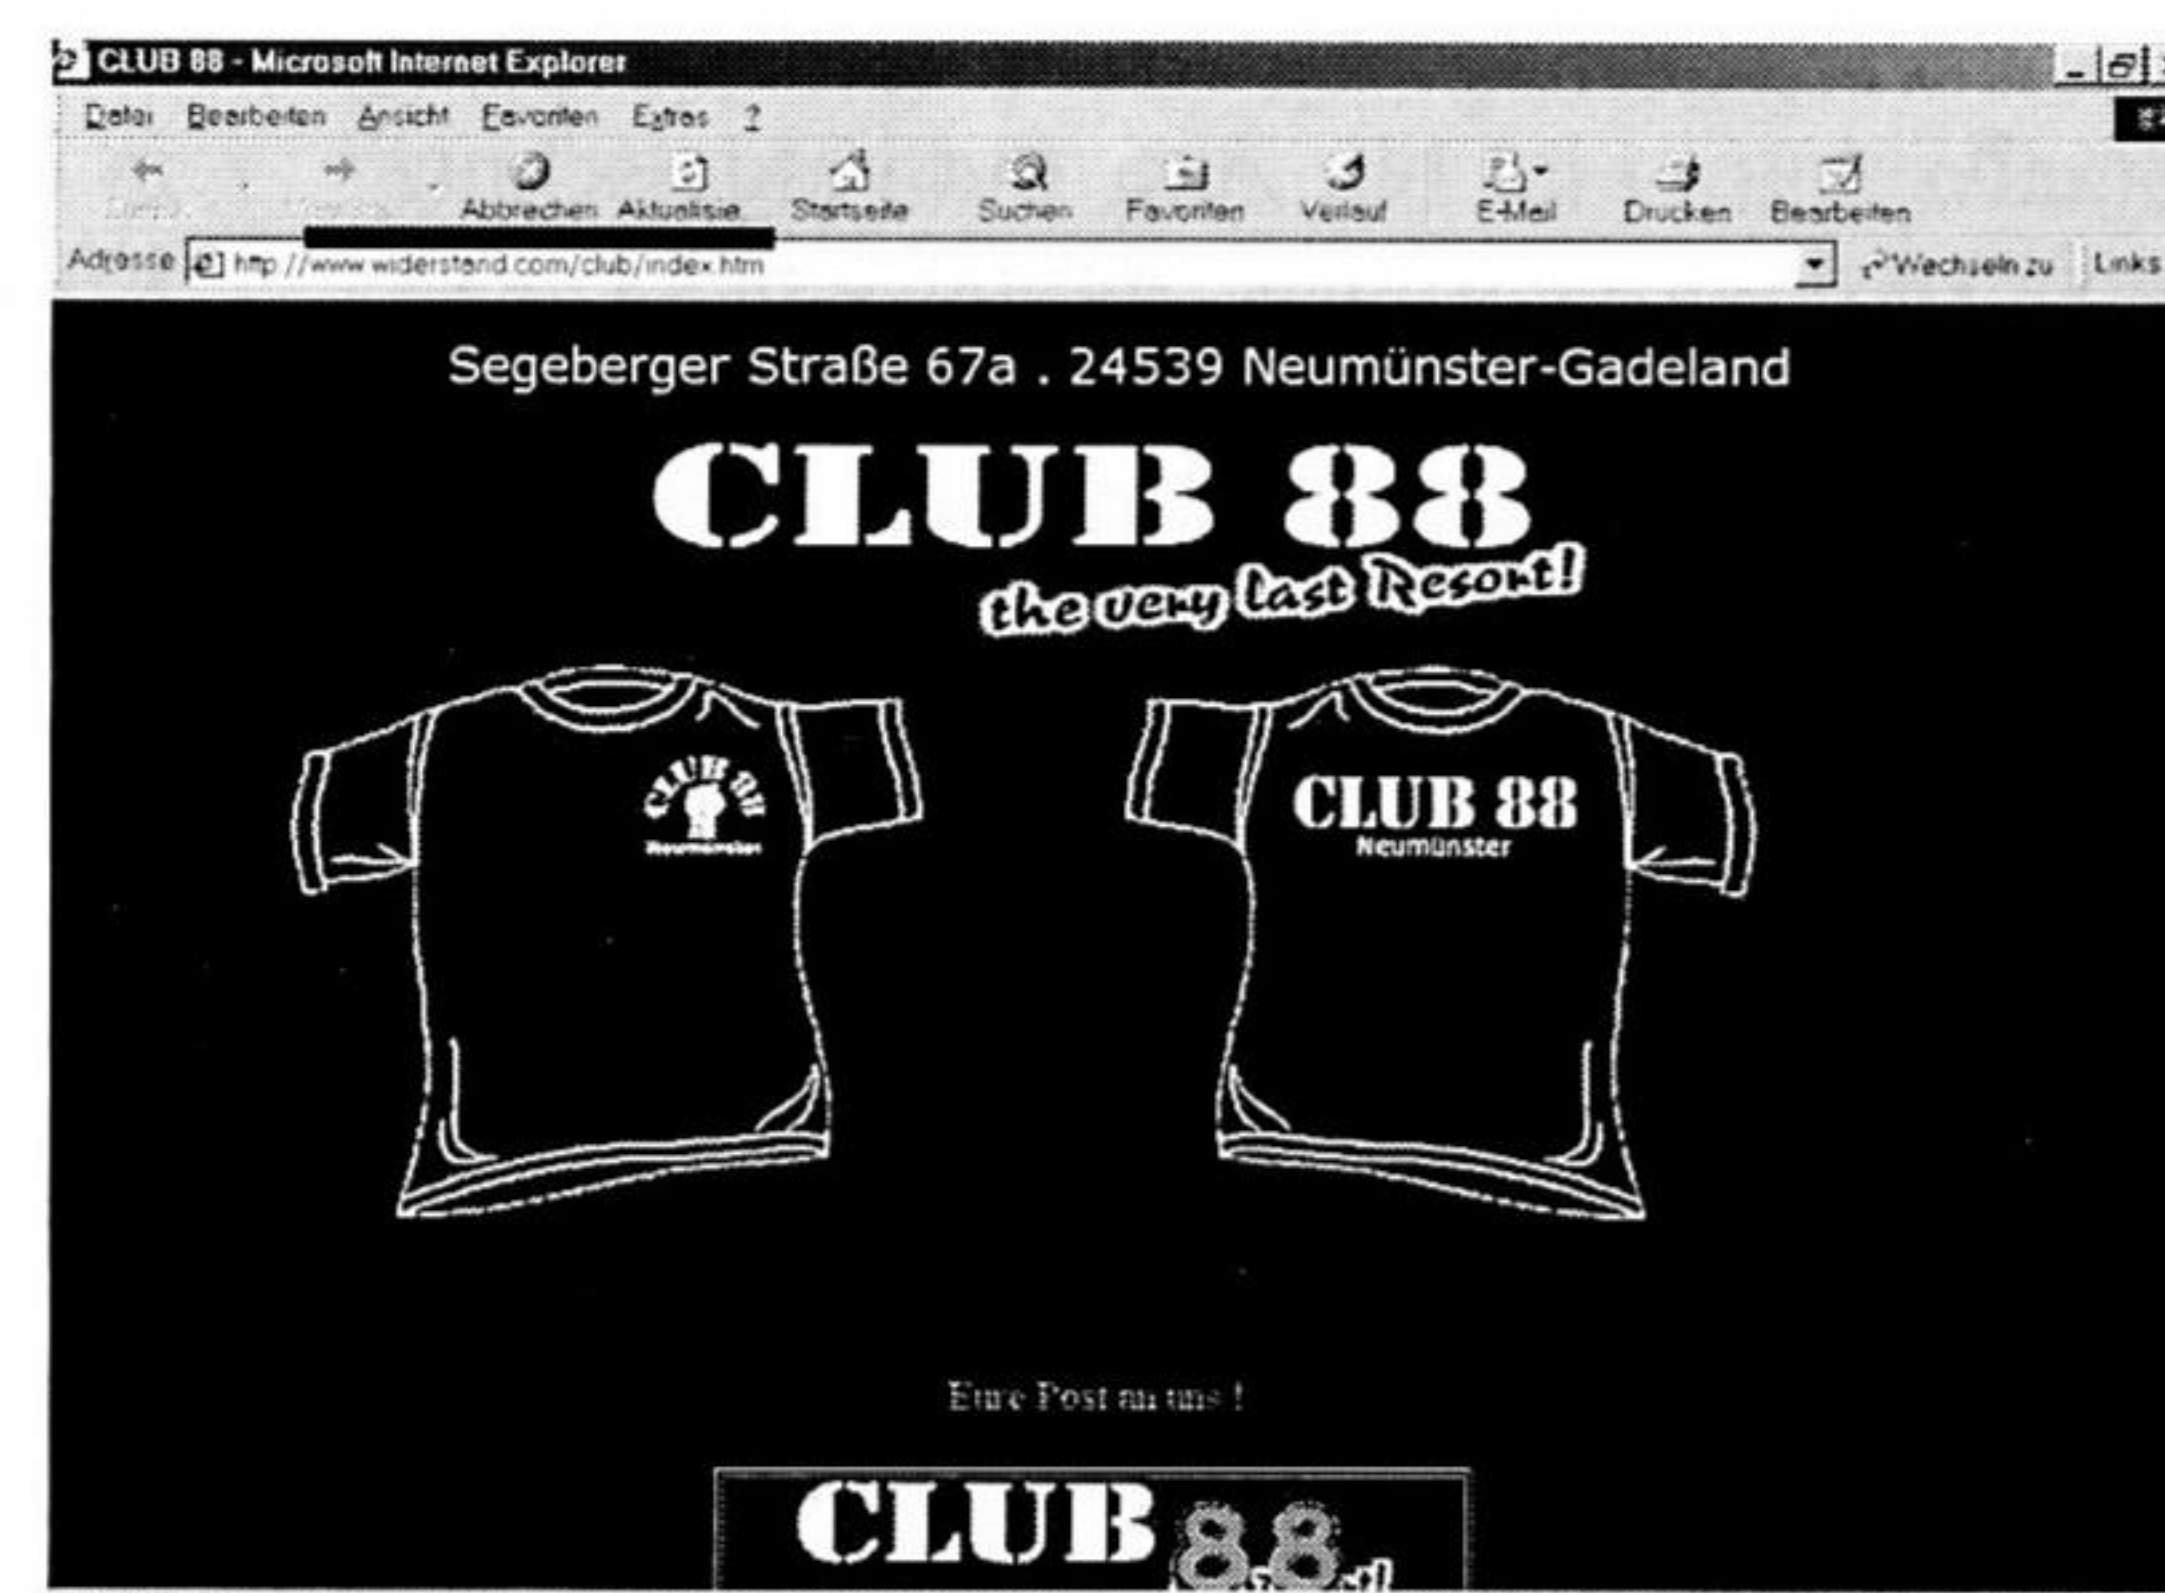 CLUB 88 - Microsoft Internet Explorer
Datei Bearbeiten Ansicht Favoriten Extras ?
Abbrechen Aktualisie. Startseite Suchen Favoriten Verlauf E-Mail Drucken Bearbeiten
Adresse http://www.widerstand.com/club/index.htm Wechseln zu Links
Segeberger Straße 67a . 24539 Neumünster-Gadeland
CLUB 88
the very last Resort!
CLUB 88
Neumünster
CLUB 88
Neumünster
Eure Post an uns !
CLUB 88